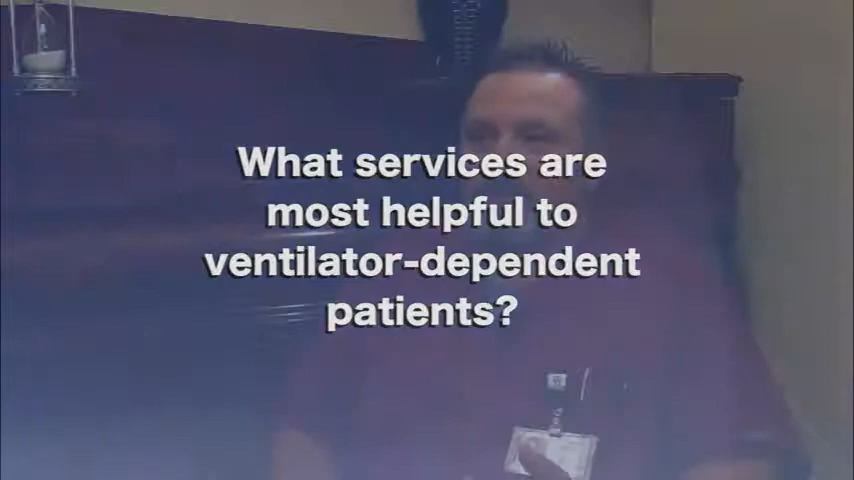 What services are
most helpful to
ventilator-dependent
patients?